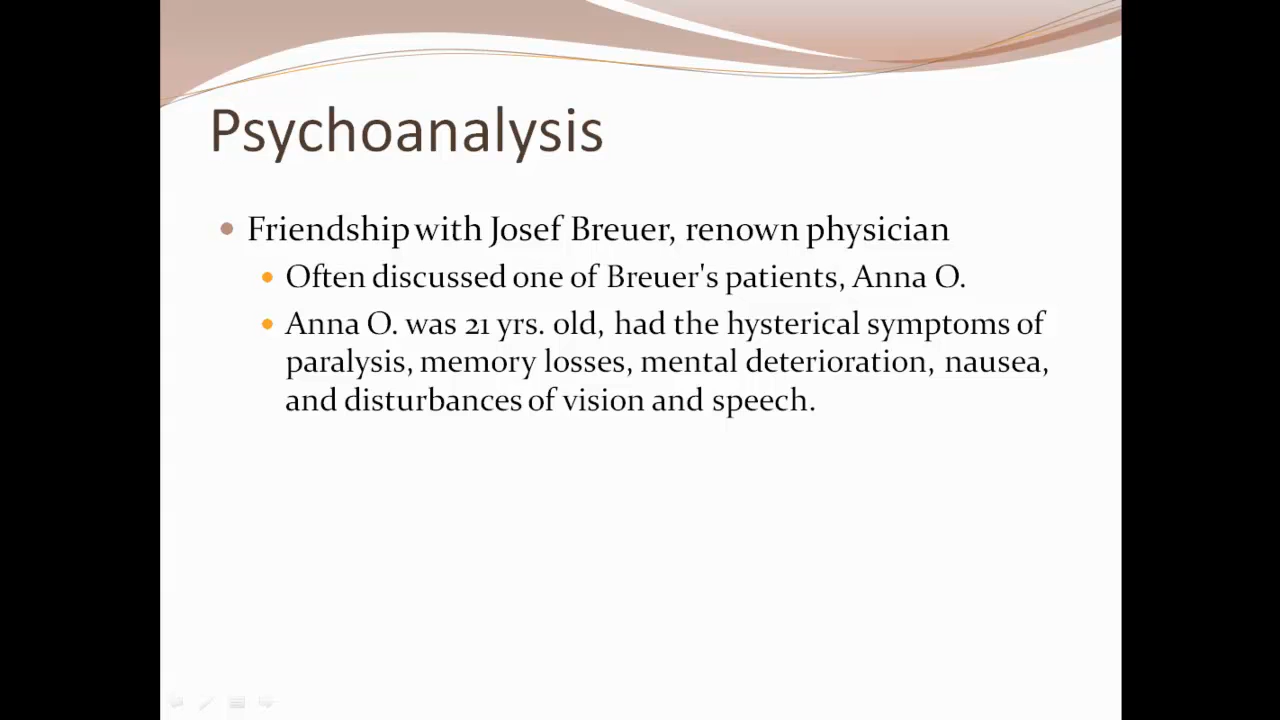 Psychoanalysis
Friendship with Josef Breuer, renown physician
Often discussed one of Breuer's patients, Anna O.
Anna O. was 21 yrs. old, had the hysterical symptoms of
paralysis, memory losses, mental deterioration, nausea,
and disturbances of vision and speech.